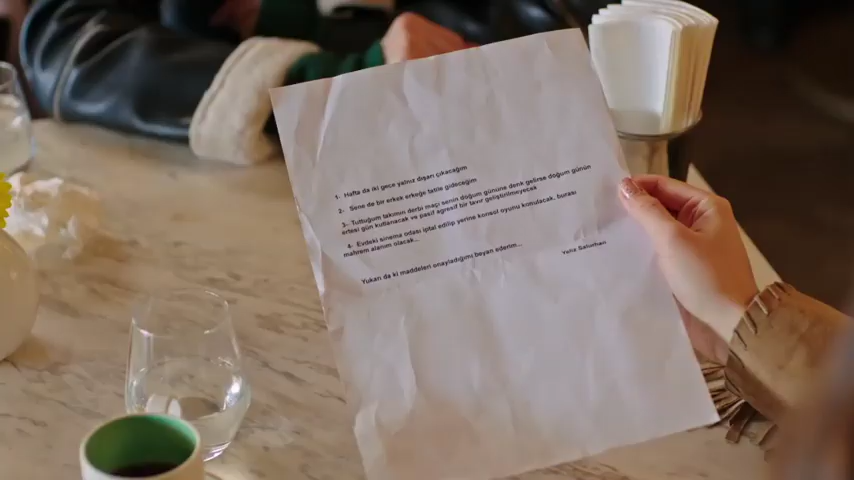 1- Hafta da iki gece yalnız dışarı çıkacağım
2- Sene de bir erkek erkeğe tatile gideceğim
3- Tuttuğum takımın derbi maçı senin doğum gününe denk gelirse doğum günün
ertesi gün kutlanacak ve pasif agresif bir tavır geliştirilmeyecek
4- Evdeki sinema odası iptal edilip yerine konsol oyunu konulacak, burası
mahrem alanım olacak...
Yukarı da ki maddeleri onayladığımı beyan ederim...
Yeliz